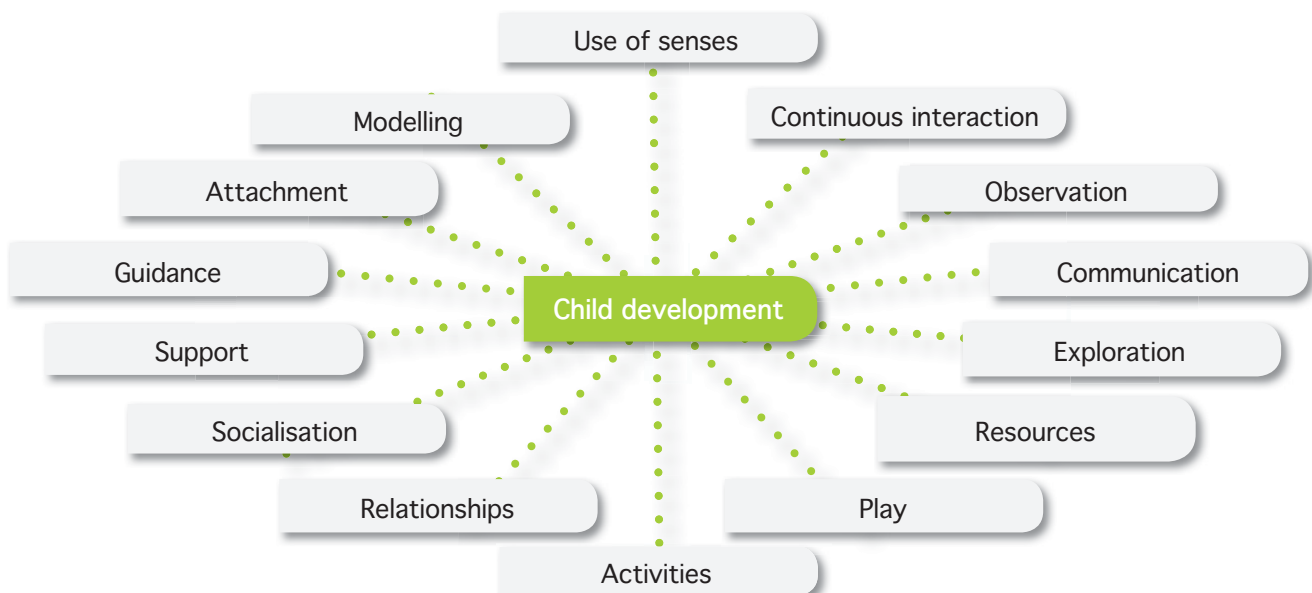 Use of senses
Modelling
Continuous interaction
Attachment
Observation
Guidance
Communication
Child development
Support
Exploration
Socialisation
Resources
Relationships
Play
Activities